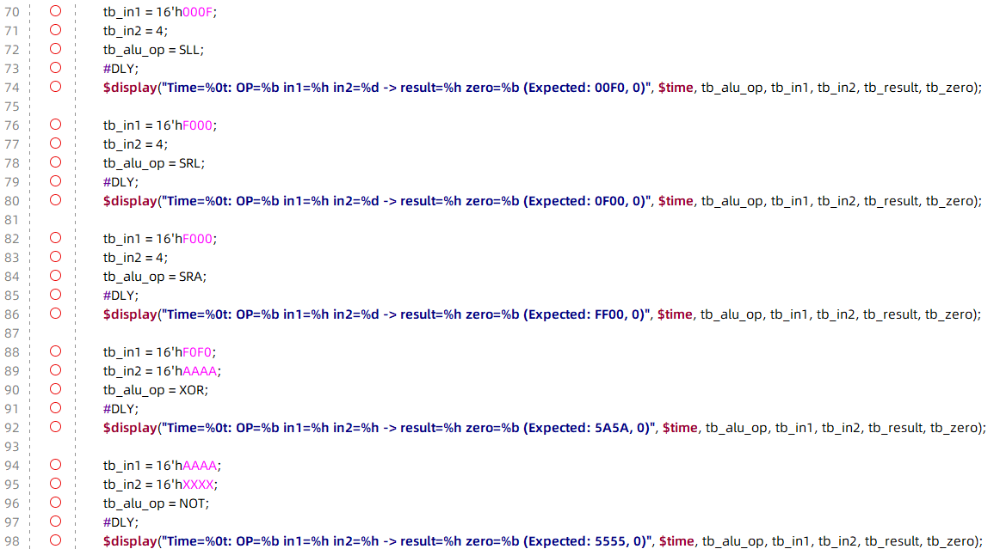 70 tb_in1 = 16'h000F;
71 tb_in2 = 4;
72 tb_alu_op = SLL;
73 #DLY;
74 $display("Time=%0t: OP=%b in1=%h in2=%d -> result=%h zero=%b (Expected: 00F0, 0)", $time, tb_alu_op, tb_in1, tb_in2, tb_result, tb_zero);
75
76 tb_in1 = 16'hF000;
77 tb_in2 = 4;
78 tb_alu_op = SRL;
79 #DLY;
80 $display("Time=%0t: OP=%b in1=%h in2=%d -> result=%h zero=%b (Expected: 0F00, 0)", $time, tb_alu_op, tb_in1, tb_in2, tb_result, tb_zero);
81
82 tb_in1 = 16'hF000;
83 tb_in2 = 4;
84 tb_alu_op = SRA;
85 #DLY;
86 $display("Time=%0t: OP=%b in1=%h in2=%d -> result=%h zero=%b (Expected: FF00, 0)", $time, tb_alu_op, tb_in1, tb_in2, tb_result, tb_zero);
87
88 tb_in1 = 16'hF0F0;
89 tb_in2 = 16'hAAAA;
90 tb_alu_op = XOR;
91 #DLY;
92 $display("Time=%0t: OP=%b in1=%h in2=%h -> result=%h zero=%b (Expected: 5A5A, 0)", $time, tb_alu_op, tb_in1, tb_in2, tb_result, tb_zero);
93
94 tb_in1 = 16'hAAAA;
95 tb_in2 = 16'hXXXX;
96 tb_alu_op = NOT;
97 #DLY;
98 $display("Time=%0t: OP=%b in1=%h in2=%h -> result=%h zero=%b (Expected: 5555, 0)", $time, tb_alu_op, tb_in1, tb_in2, tb_result, tb_zero);